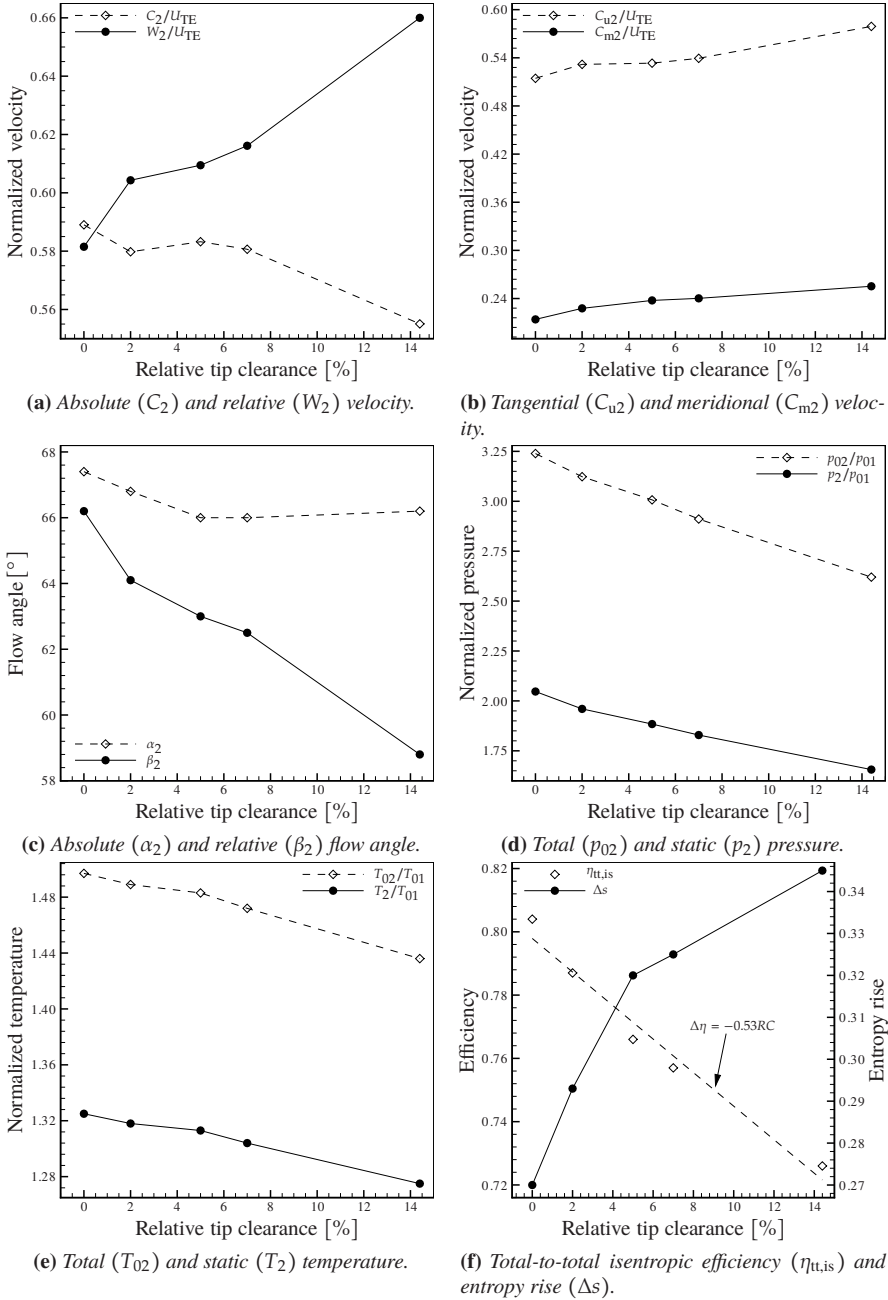 C2/UTE
W2/UTE
0.66
0.64
0.62
0.60
0.58
0.56
Normalized velocity
0 2 4 6 8 10 12 14
Relative tip clearance [%]
(a) Absolute (C2) and relative (W2) velocity.
Cu2/UTE
Cm2/UTE
0.60
0.54
0.48
0.42
0.36
0.30
0.24
Normalized velocity
0 2 4 6 8 10 12 14
Relative tip clearance [%]
(b) Tangential (Cu2) and meridional (Cm2) veloc-
ity.
68
66
64
62
60
58
Flow angle [°]
α2
β2
0 2 4 6 8 10 12 14
Relative tip clearance [%]
(c) Absolute (α2) and relative (β2) flow angle.
p02/p01
p2/p01
3.25
3.00
2.75
2.50
2.25
2.00
1.75
Normalized pressure
0 2 4 6 8 10 12 14
Relative tip clearance [%]
(d) Total (p02) and static (p2) pressure.
T02/T01
T2/T01
1.48
1.44
1.40
1.36
1.32
1.28
Normalized temperature
0 2 4 6 8 10 12 14
Relative tip clearance [%]
(e) Total (T02) and static (T2) temperature.
ηtt,is
Δs
0.82
0.80
0.78
0.76
0.74
0.72
Efficiency
Δη = −0.53RC
0.34
0.33
0.32
0.31
0.30
0.29
0.28
0.27
Entropy rise
0 2 4 6 8 10 12 14
Relative tip clearance [%]
(f) Total-to-total isentropic efficiency (ηtt,is) and
entropy rise (Δs).